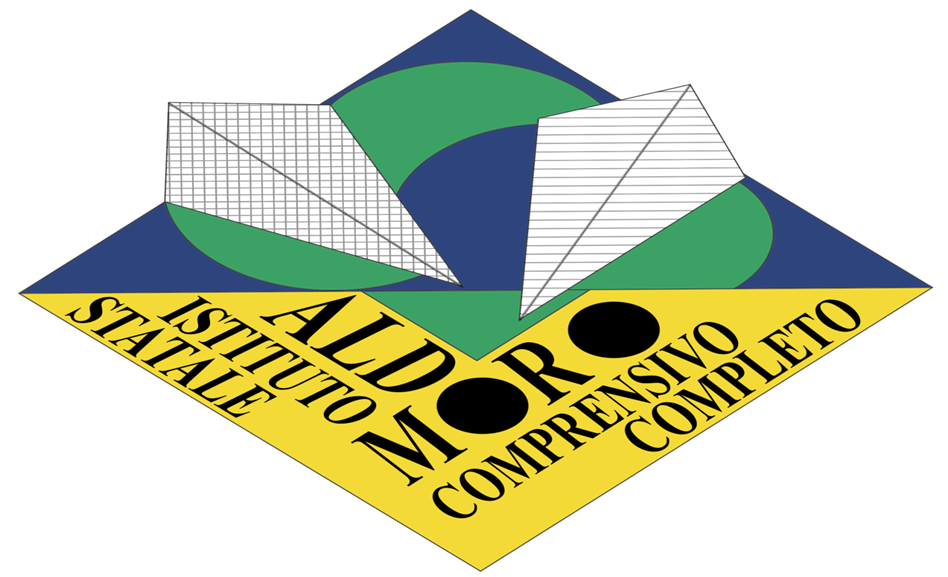 ALDO
MORO
ISTITUTO
COMPRENSIVO
STATALE
COMPLETO